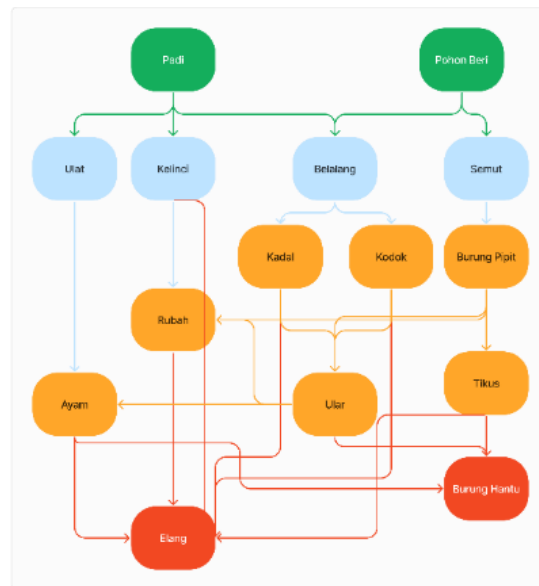 Padi
Pohon Beri
Ulat
Kelinci
Belalang
Semut
Kadal
Kodok
Burung Pipit
Rubah
Ayam
Ular
Tikus
Burung Hantu
Elang